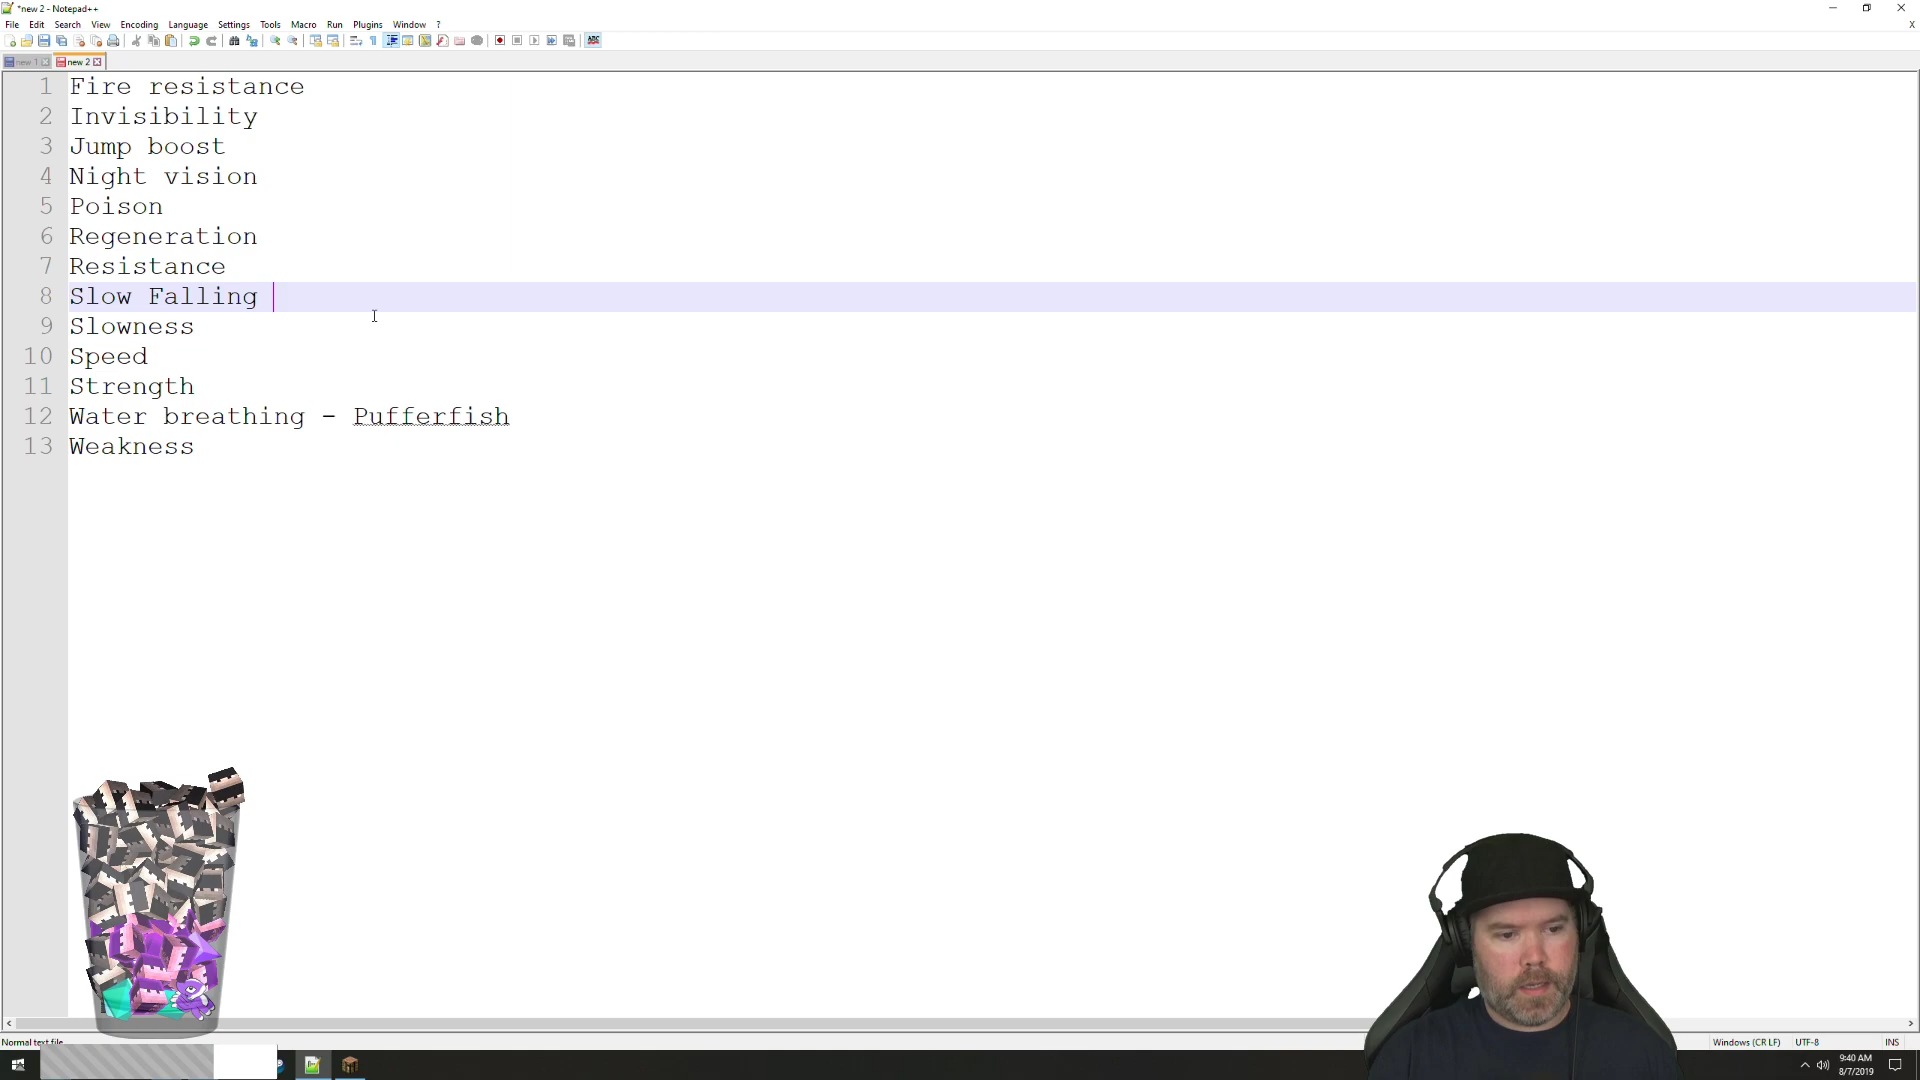 *new 2 - Notepad++
File Edit Search View Encoding Language Settings Tools Macro Run Plugins Window ?
X
new 1 new 2
1 Fire resistance
2 Invisibility
3 Jump boost
4 Night vision
5 Poison
6 Regeneration
7 Resistance
8 Slow Falling
9 Slowness
10 Speed
11 Strength
12 Water breathing - Pufferfish
13 Weakness
Normal text file
Windows (CR LF) UTF-8 INS
9:40 AM
8/7/2019